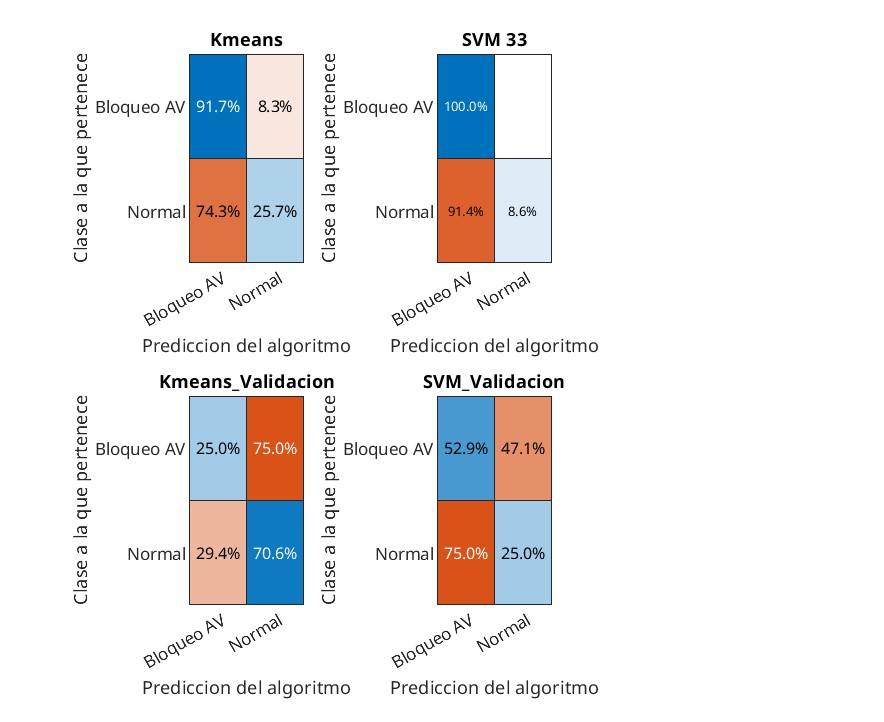 Kmeans
Clase a la que pertenece
Bloqueo AV
91.7%
8.3%
Normal
74.3%
25.7%
Bloqueo AV
Normal
Prediccion del algoritmo
SVM 33
Clase a la que pertenece
Bloqueo AV
100.0%
Normal
91.4%
8.6%
Bloqueo AV
Normal
Prediccion del algoritmo
Kmeans_Validacion
Clase a la que pertenece
Bloqueo AV
25.0%
75.0%
Normal
29.4%
70.6%
Bloqueo AV
Normal
Prediccion del algoritmo
SVM_Validacion
Clase a la que pertenece
Bloqueo AV
52.9%
47.1%
Normal
75.0%
25.0%
Bloqueo AV
Normal
Prediccion del algoritmo